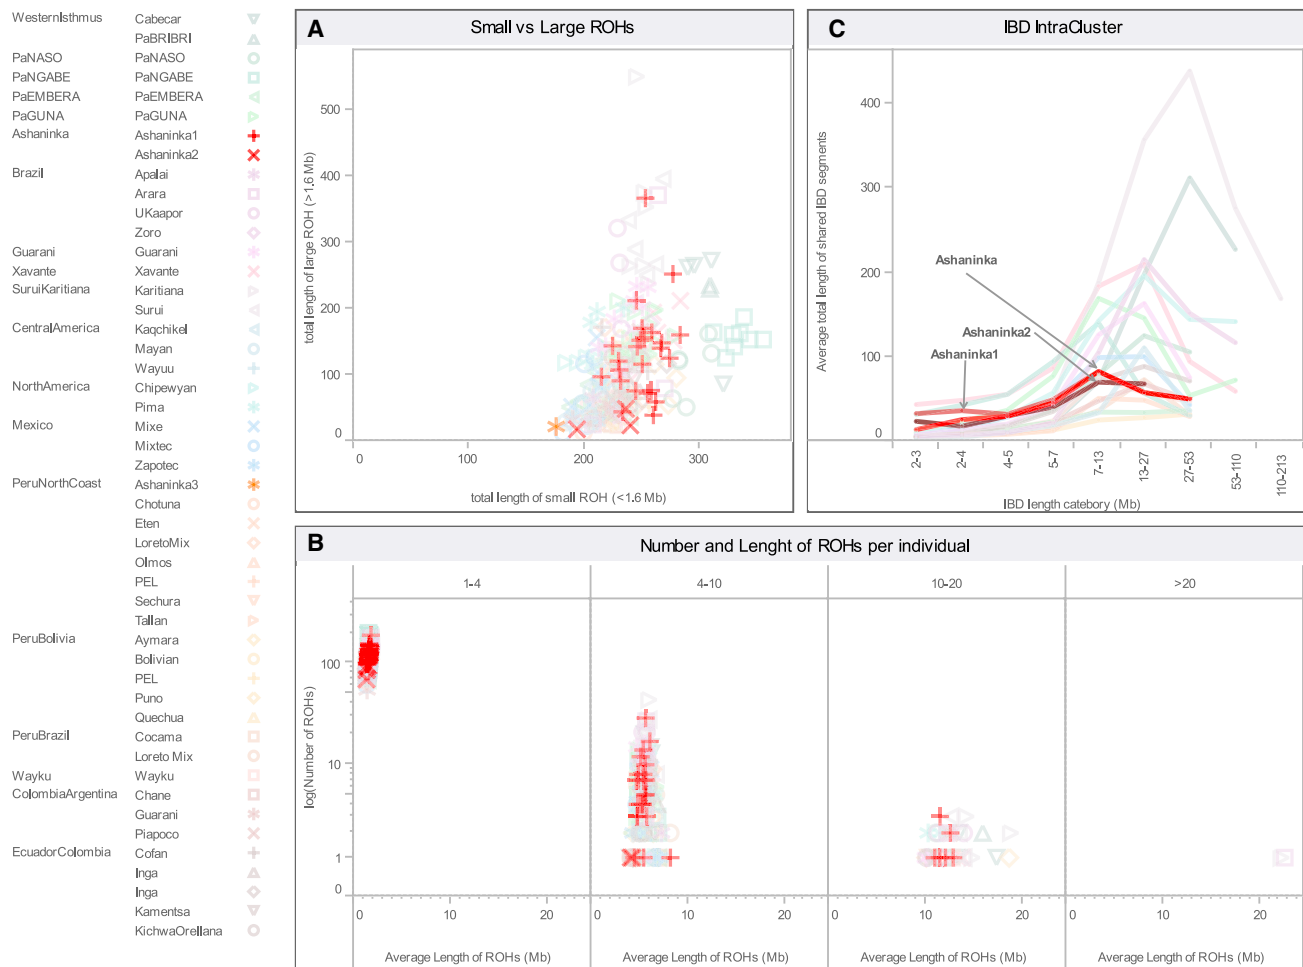 WesternIsthmus Cabecar
PaBRIBRI
PaNASO PaNASO
PaNGABE PaNGABE
PaEMBERA PaEMBERA
PaGUNA PaGUNA
Ashaninka Ashaninka1
Ashaninka2
Brazil Apalai
Arara
UKaapor
Zoro
Guarani Guarani
Xavante Xavante
SuruiKaritiana Karitiana
Surui
CentralAmerica Kaqchikel
Mayan
Wayuu
NorthAmerica Chipewyan
Pima
Mexico Mixe
Mixtec
Zapotec
PeruNorthCoast Ashaninka3
Chotuna
Eten
LoretoMix
Olmos
PEL
Sechura
Tallan
PeruBolivia Aymara
Bolivian
PEL
Puno
Quechua
PeruBrazil Cocama
Loreto Mix
Wayku Wayku
ColombiaArgentina Chane
Guarani
Piapoco
EcuadorColombia Cofan
Inga
Inga
Kamentsa
KichwaOrellana
A Small vs Large ROHs
total length of large ROH (>1.6 Mb)
500
400
300
200
100
0
0 100 200 300
total length of small ROH (<1.6 Mb)
C IBD IntraCluster
Average total length of shared IBD segments
400
300
200
100
0
Ashaninka
Ashaninka2
Ashaninka1
2-3 2-4 4-5 5-7 7-13 13-27 27-53 53-110 110-213
IBD length catebory (Mb)
B Number and Lenght of ROHs per individual
1-4 4-10 10-20 >20
log(Number of ROHs)
100
10
1
0
0 10 20 0 10 20 0 10 20 0 10 20
Average Length of ROHs (Mb) Average Length of ROHs (Mb) Average Length of ROHs (Mb) Average Length of ROHs (Mb)